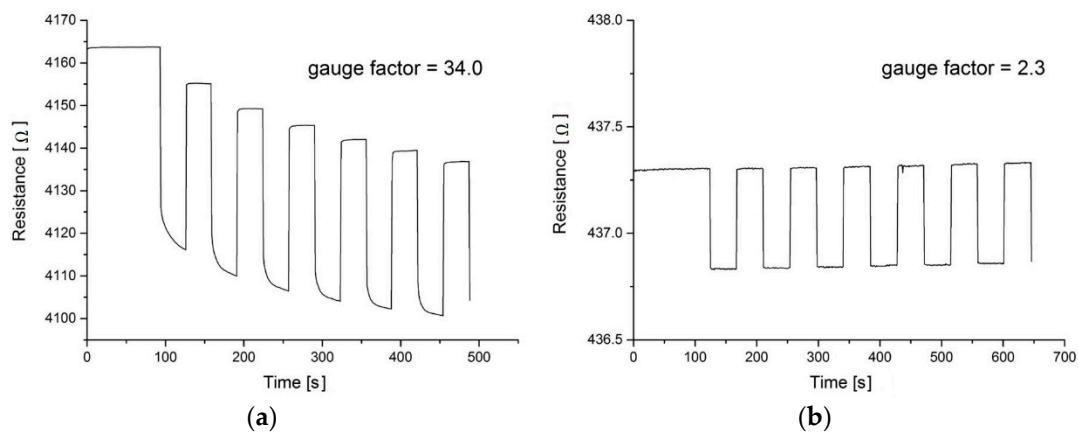 4170
4160
4150
4140
4130
4120
4110
4100
Resistance [Ω]
gauge factor = 34.0
0 100 200 300 400 500
Time [s]
(a)
438.0
437.5
437.0
436.5
Resistance [Ω]
gauge factor = 2.3
0 100 200 300 400 500 600 700
Time [s]
(b)